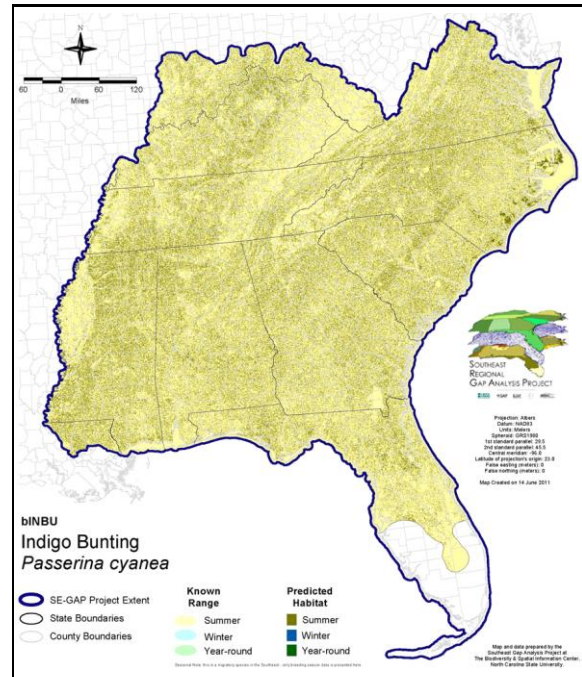 N
60 0 60 120
Miles
SOUTHEAST
REGIONAL
GAP ANALYSIS PROJECT
Projection: Albers
Datum: NAD83
Units: Meters
Spheroid: GRS1980
1st standard parallel: 29.5
2nd standard parallel: 45.5
Central meridian: -96.0
Latitude of projection's origin: 23.0
False easting (meters): 0
False northing (meters): 0
Map Created on 14 June 2011
bINBU
Indigo Bunting
Passerina cyanea
SE-GAP Project Extent
State Boundaries
County Boundaries
Known
Range
Summer
Winter
Year-round
Predicted
Habitat
Summer
Winter
Year-round
Map and data prepared by the
Southeast Gap Analysis Project at
The Biodiversity & Spatial Information Center,
North Carolina State University.